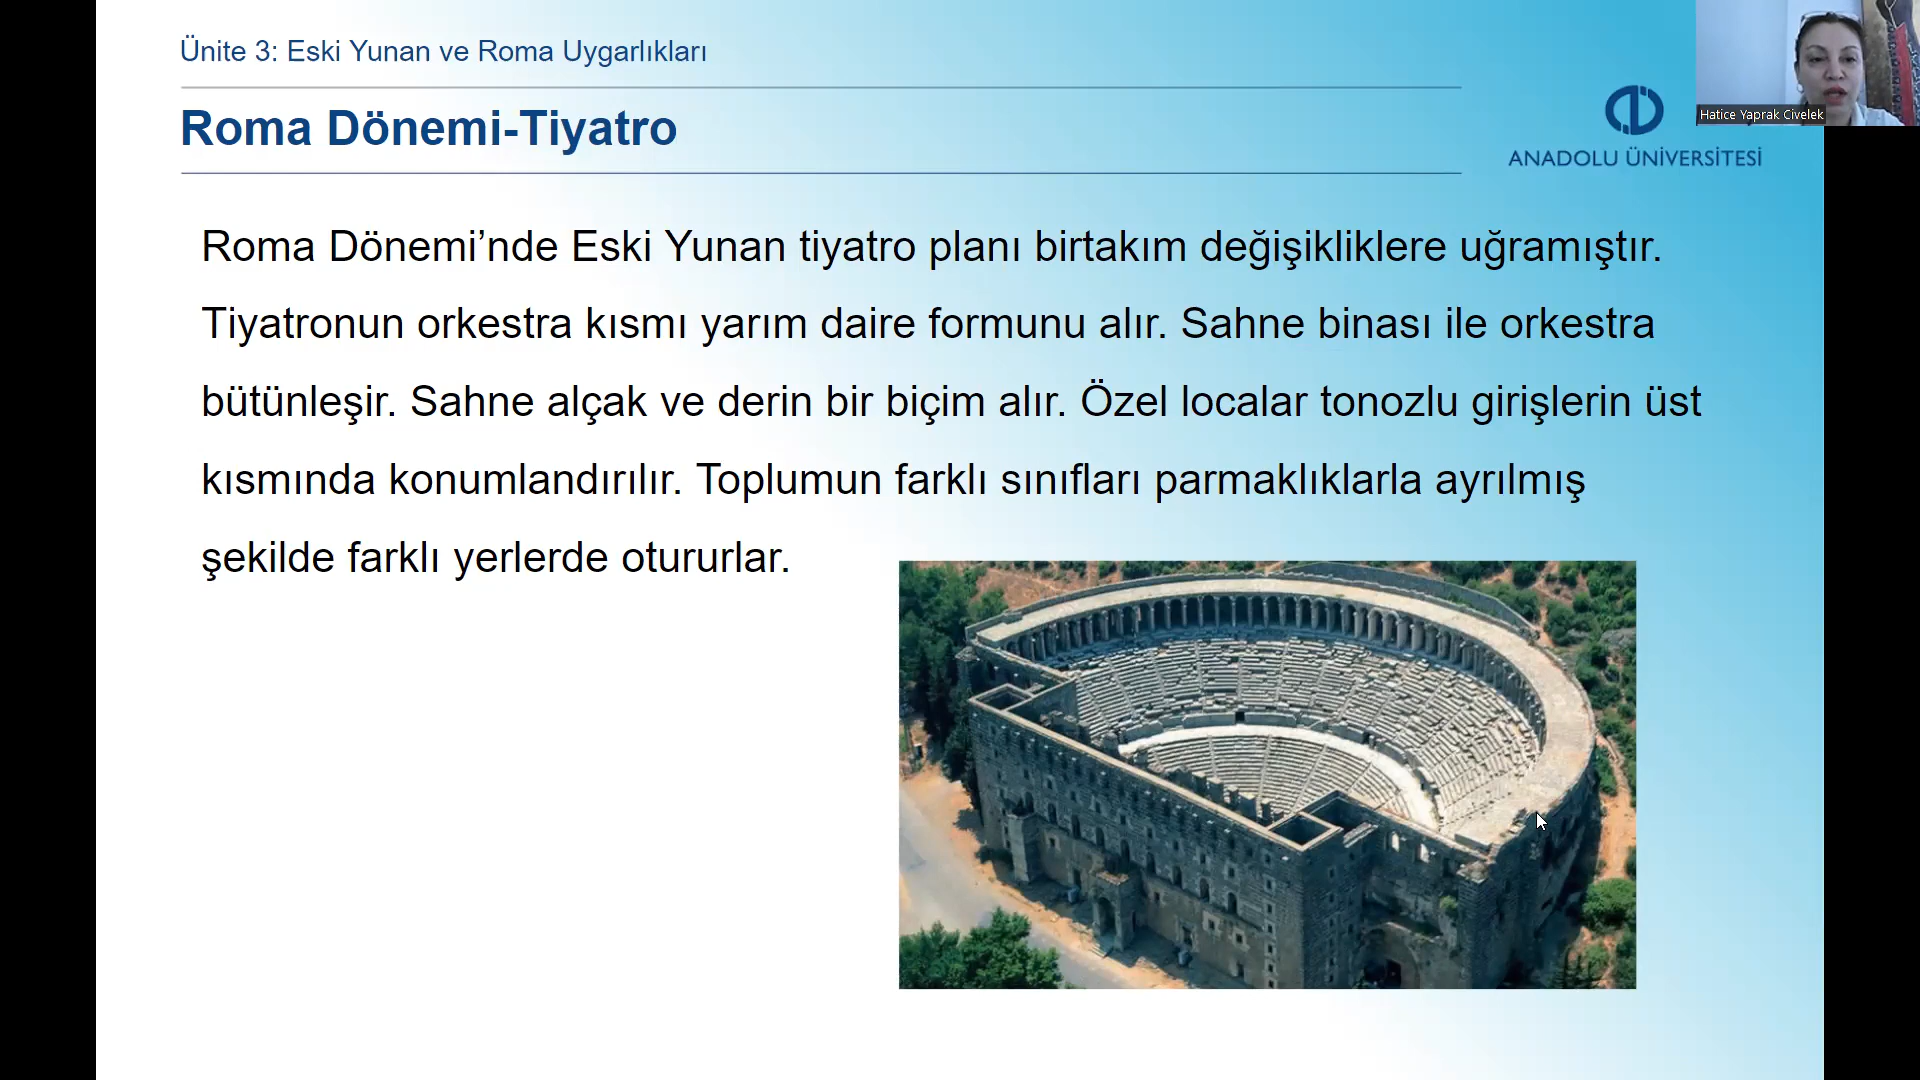 Ünite 3: Eski Yunan ve Roma Uygarlıkları
Roma Dönemi-Tiyatro
ANADOLU ÜNİVERSİTESİ
Hatice Yaprak Civelek
Roma Dönemi’nde Eski Yunan tiyatro planı birtakım değişikliklere uğramıştır.
Tiyatronun orkestra kısmı yarım daire formunu alır. Sahne binası ile orkestra
bütünleşir. Sahne alçak ve derin bir biçim alır. Özel localar tonozlu girişlerin üst
kısmında konumlandırılır. Toplumun farklı sınıfları parmaklıklarla ayrılmış
şekilde farklı yerlerde otururlar.